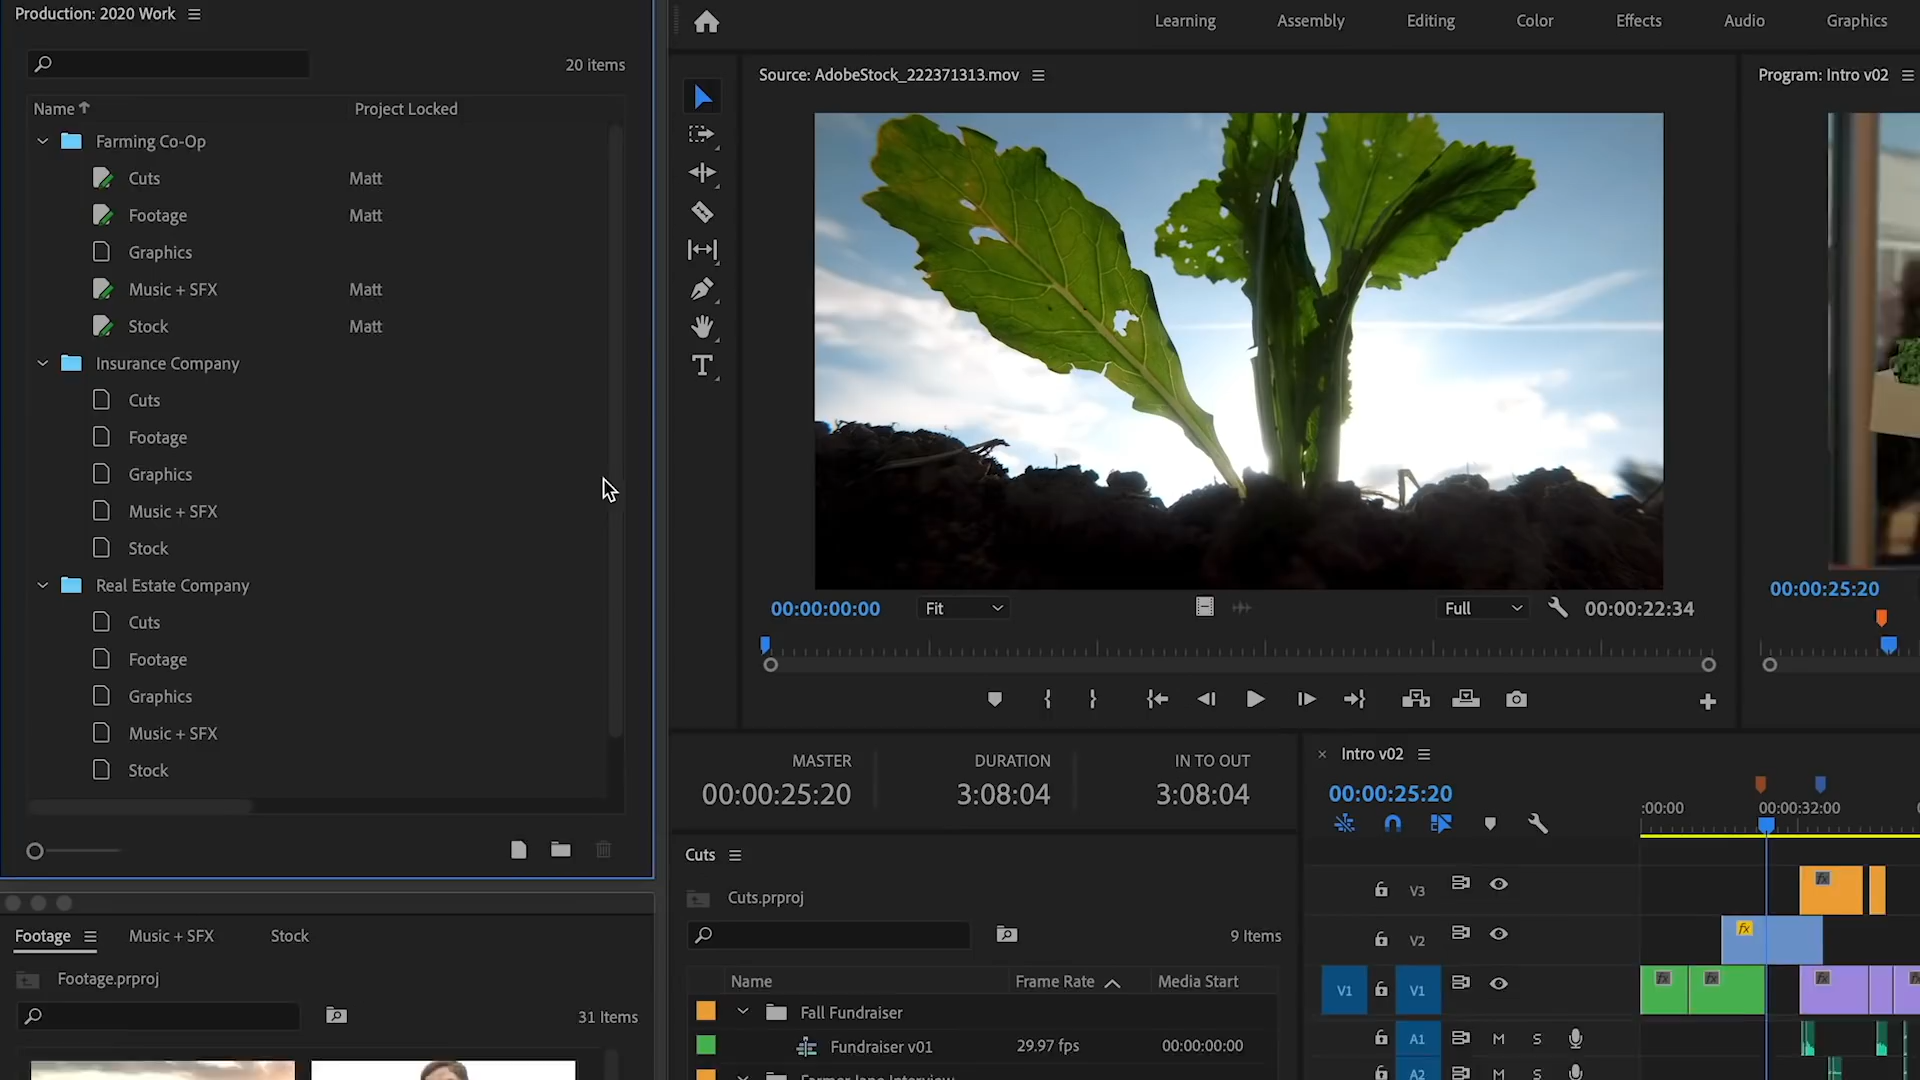 Production: 2020 Work
20 items
Name
Project Locked
Farming Co-Op
Cuts Matt
Footage Matt
Graphics
Music + SFX Matt
Stock Matt
Insurance Company
Cuts
Footage
Graphics
Music + SFX
Stock
Real Estate Company
Cuts
Footage
Graphics
Music + SFX
Stock
Footage Music + SFX Stock
Footage.prproj
31 Items
Learning Assembly Editing Color Effects Audio Graphics
Source: AdobeStock_222371313.mov
00:00:00:00 Fit Full 00:00:22:34
Program: Intro v02
00:00:25:20
MASTER DURATION IN TO OUT
00:00:25:20 3:08:04 3:08:04
Cuts
Cuts.prproj
9 Items
Name Frame Rate Media Start
Fall Fundraiser
Fundraiser v01 29.97 fps 00:00:00:00
Farmer Jane Interview
× Intro v02
00:00:25:20
:00:00 00:00:32:00
V3 fx
V2 fx
V1 V1 fx fx fx
A1 M S
A2 M S